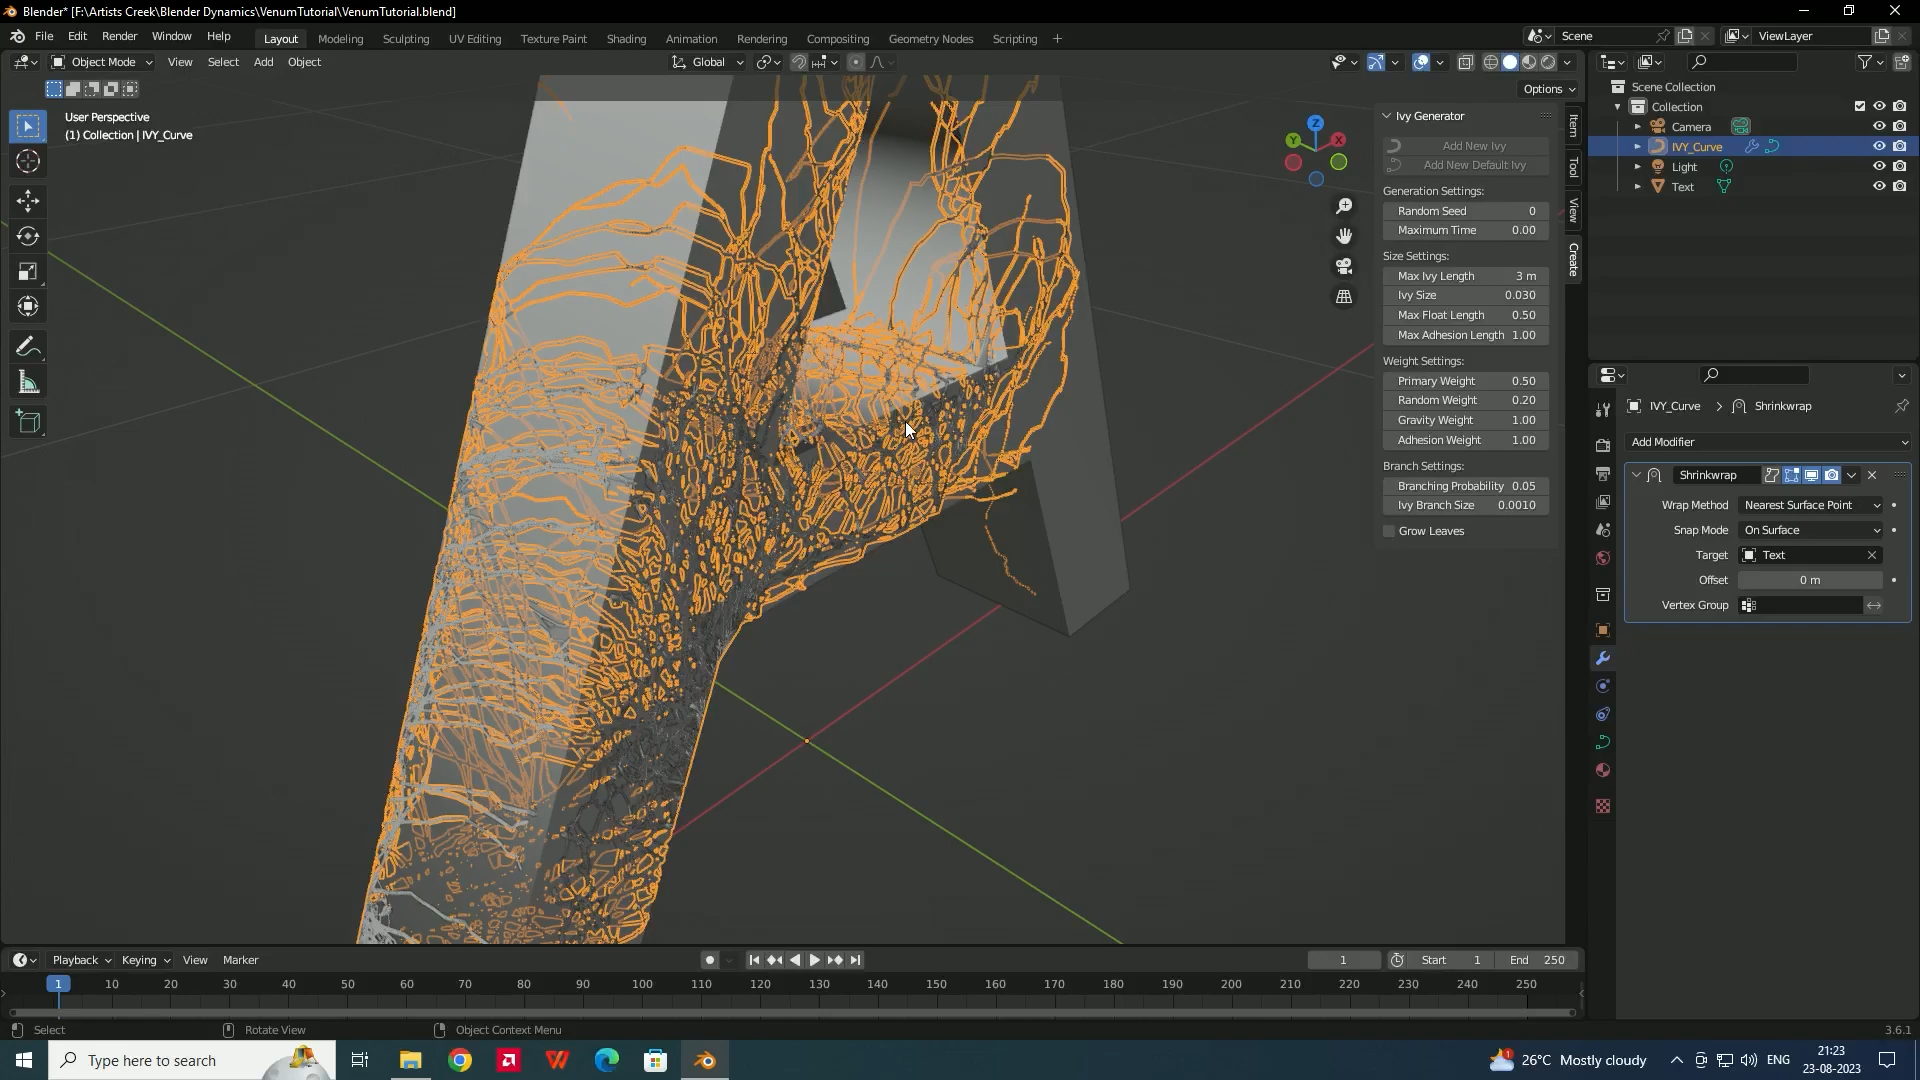 Blender* [F:\Artists Creek\Blender Dynamics\VenumTutorial\VenumTutorial.blend]
File Edit Render Window Help Layout Modeling Sculpting UV Editing Texture Paint Shading Animation Rendering Compositing Geometry Nodes Scripting + Scene ViewLayer
Object Mode View Select Add Object Global
Options
User Perspective
(1) Collection | IVY_Curve
Z
Y
X
Ivy Generator
Add New Ivy
Add New Default Ivy
Generation Settings:
Random Seed 0
Maximum Time 0.00
Size Settings:
Max Ivy Length 3 m
Ivy Size 0.030
Max Float Length 0.50
Max Adhesion Length 1.00
Weight Settings:
Primary Weight 0.50
Random Weight 0.20
Gravity Weight 1.00
Adhesion Weight 1.00
Branch Settings:
Branching Probability 0.05
Ivy Branch Size 0.0010
Grow Leaves
Item
Tool
View
Create
Scene Collection
Collection
Camera
IVY_Curve
Light
Text
IVY_Curve > Shrinkwrap
Add Modifier
Shrinkwrap
Wrap Method Nearest Surface Point
Snap Mode On Surface
Target Text
Offset 0 m
Vertex Group
Playback Keying View Marker 1 Start 1 End 250
1 10 20 30 40 50 60 70 80 90 100 110 120 130 140 150 160 170 180 190 200 210 220 230 240 250
Select Rotate View Object Context Menu 3.6.1
Type here to search 26°C Mostly cloudy ENG 21:23
23-08-2023